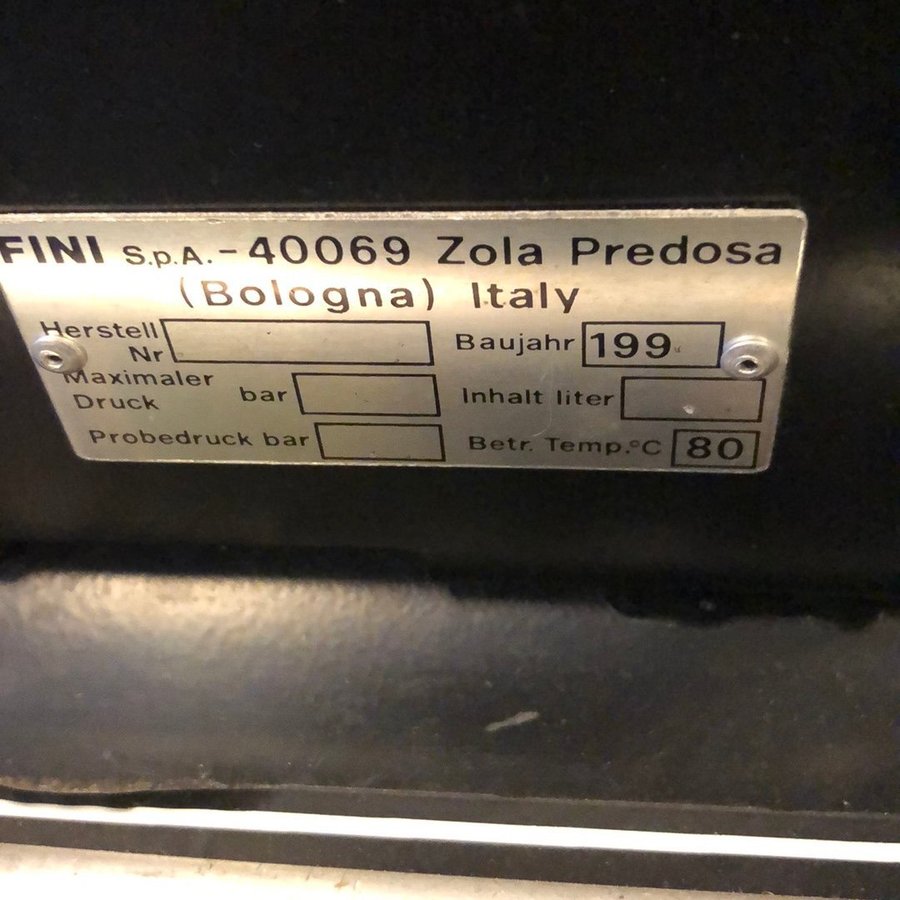 FINI S.p.A. - 40069 Zola Predosa
(Bologna) Italy
Herstell Nr
Baujahr 199
Maximaler Druck bar
Inhalt liter
Probedruck bar
Betr. Temp. °C 80